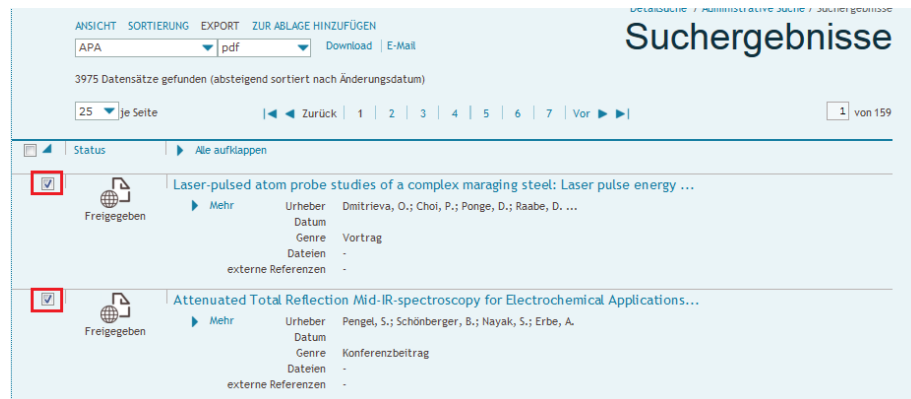 Detailsuche / Administrative Suche / Suchergebnisse
ANSICHT SORTIERUNG EXPORT ZUR ABLAGE HINZUFÜGEN
APA pdf Download | E-Mail
Suchergebnisse
3975 Datensätze gefunden (absteigend sortiert nach Änderungsdatum)
25 je Seite Zurück | 1 | 2 | 3 | 4 | 5 | 6 | 7 | Vor 1 von 159
Status Alle aufklappen
Laser-pulsed atom probe studies of a complex maraging steel: Laser pulse energy ...
Freigegeben
Mehr Urheber Dmitrieva, O.; Choi, P.; Ponge, D.; Raabe, D. ...
Datum
Genre Vortrag
Dateien -
externe Referenzen -
Attenuated Total Reflection Mid-IR-spectroscopy for Electrochemical Applications...
Freigegeben
Mehr Urheber Pengel, S.; Schönberger, B.; Nayak, S.; Erbe, A.
Datum
Genre Konferenzbeitrag
Dateien -
externe Referenzen -